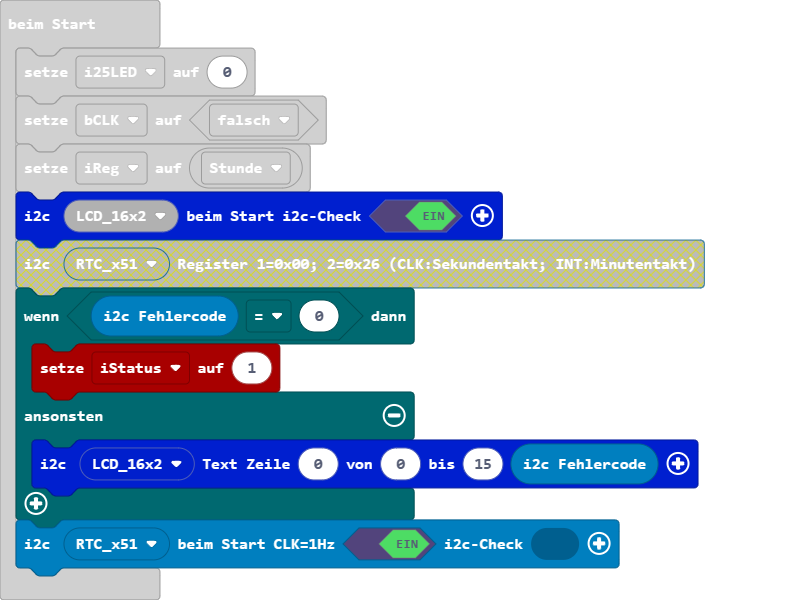 beim Start
setze i25LED auf 0
setze bCLK auf falsch
setze iReg auf Stunde
i2c LCD_16x2 beim Start i2c-Check EIN
i2c RTC_x51 Register 1=0x00; 2=0x26 (CLK:Sekundentakt; INT:Minutentakt)
wenn i2c Fehlercode = 0 dann
setze iStatus auf 1
ansonsten
i2c LCD_16x2 Text Zeile 0 von 0 bis 15 i2c Fehlercode
i2c RTC_x51 beim Start CLK=1Hz EIN i2c-Check